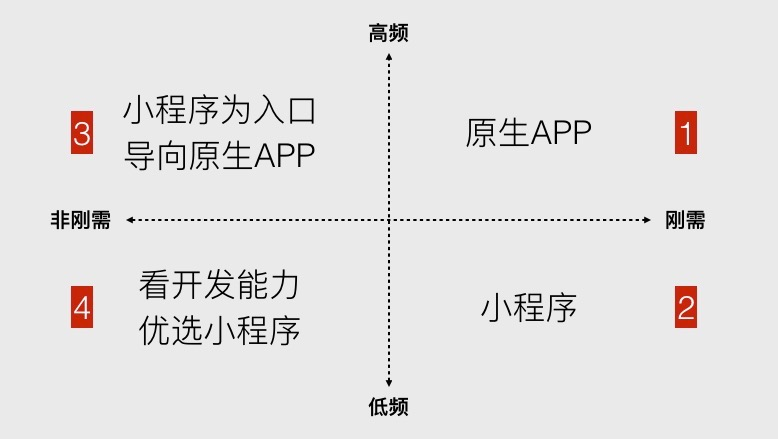 高频
小程序为入口
导向原生APP
3
原生APP
1
非刚需
刚需
看开发能力
优选小程序
4
小程序
2
低频